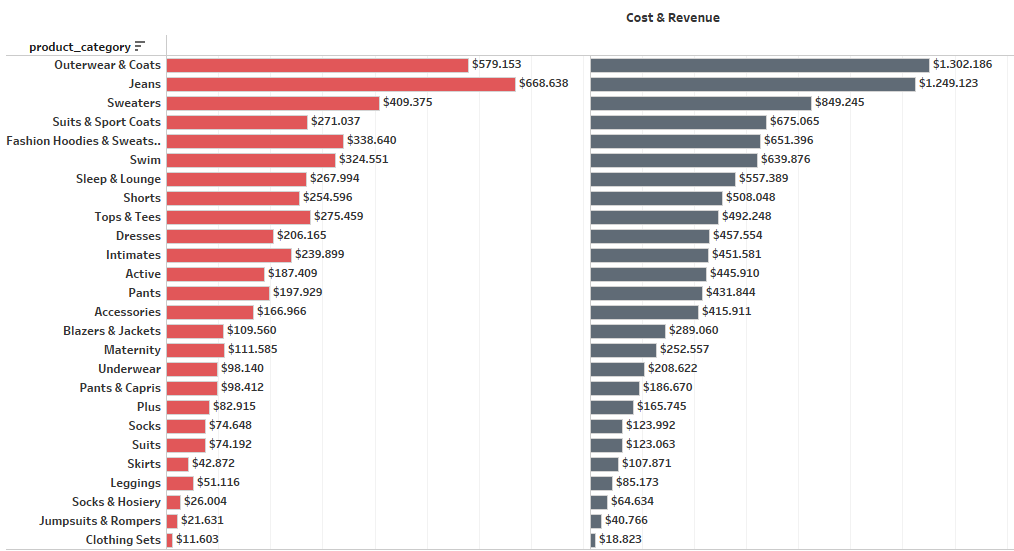 Cost & Revenue
product_category
Outerwear & Coats $579.153 $1.302.186
Jeans $668.638 $1.249.123
Sweaters $409.375 $849.245
Suits & Sport Coats $271.037 $675.065
Fashion Hoodies & Sweats.. $338.640 $651.396
Swim $324.551 $639.876
Sleep & Lounge $267.994 $557.389
Shorts $254.596 $508.048
Tops & Tees $275.459 $492.248
Dresses $206.165 $457.554
Intimates $239.899 $451.581
Active $187.409 $445.910
Pants $197.929 $431.844
Accessories $166.966 $415.911
Blazers & Jackets $109.560 $289.060
Maternity $111.585 $252.557
Underwear $98.140 $208.622
Pants & Capris $98.412 $186.670
Plus $82.915 $165.745
Socks $74.648 $123.992
Suits $74.192 $123.063
Skirts $42.872 $107.871
Leggings $51.116 $85.173
Socks & Hosiery $26.004 $64.634
Jumpsuits & Rompers $21.631 $40.766
Clothing Sets $11.603 $18.823